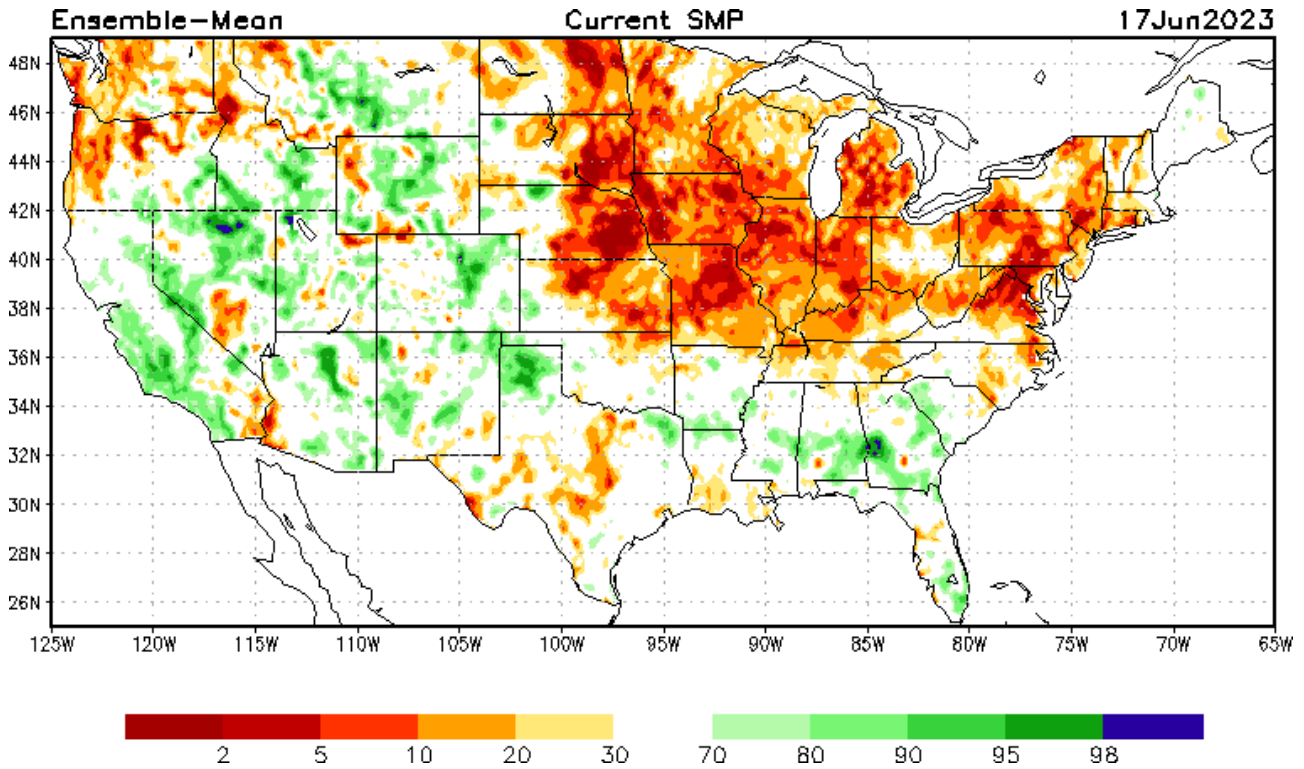 Ensemble-Mean Current SMP 17Jun2023
48N
46N
44N
42N
40N
38N
36N
34N
32N
30N
28N
26N
125W 120W 115W 110W 105W 100W 95W 90W 85W 80W 75W 70W 65W
2 5 10 20 30 70 80 90 95 98